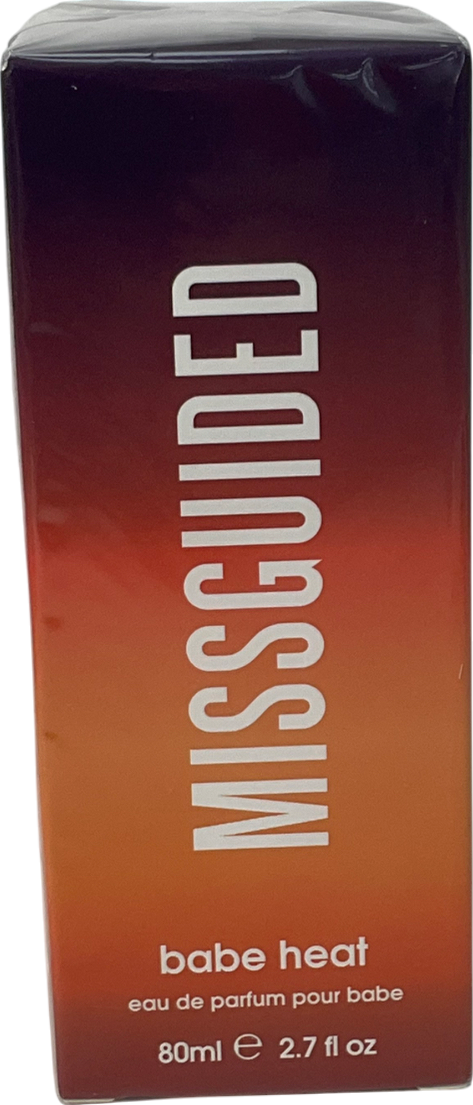 MISSGUIDED
babe heat
eau de parfum pour babe
80ml ℮ 2.7 fl oz